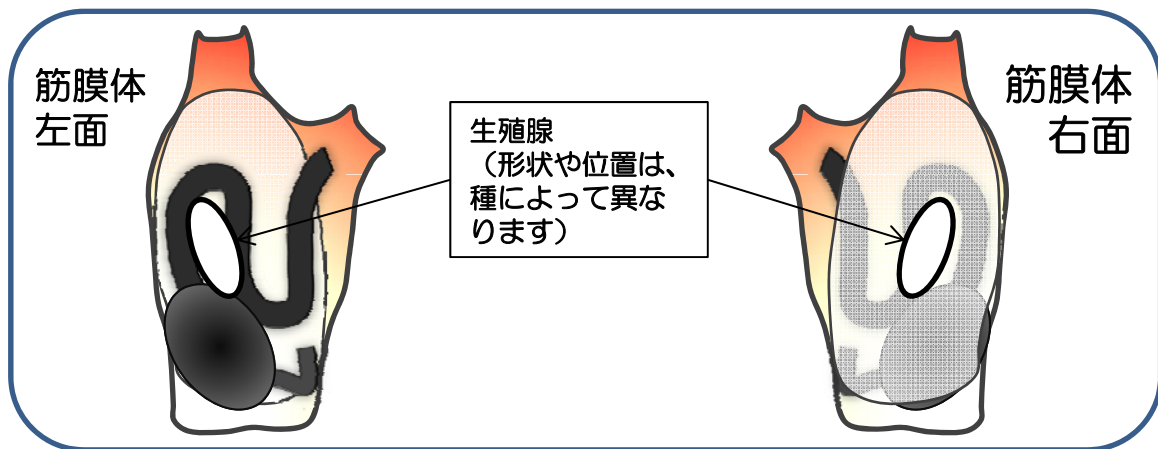 筋膜体
左面
生殖腺
（形状や位置は、
種によって異な
ります）
筋膜体
右面